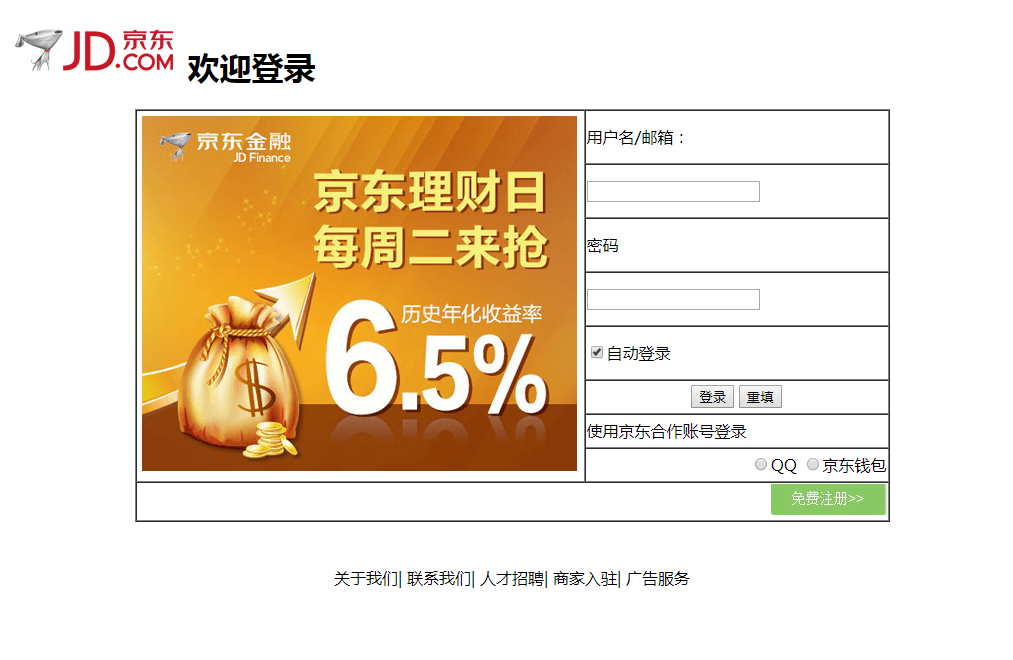 JD.COM 京东
欢迎登录
京东金融
JD Finance
京东理财日
每周二来抢
历史年化收益率
6.5%
用户名/邮箱：
密码
自动登录
登录 重填
使用京东合作账号登录
QQ 京东钱包
免费注册>>
关于我们| 联系我们| 人才招聘| 商家入驻| 广告服务